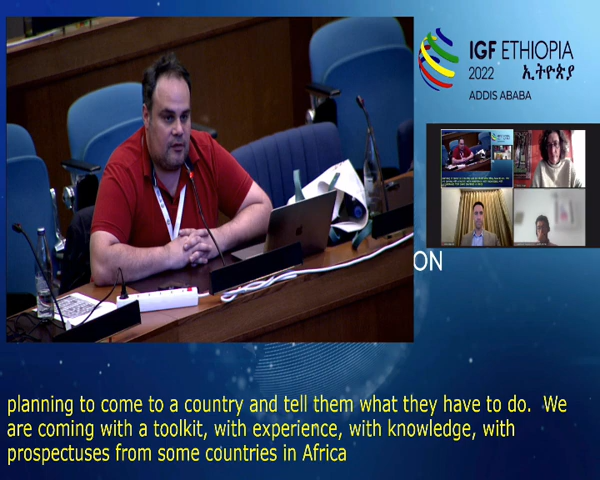 IGF ETHIOPIA
2022 ኢትዮጵያ
ADDIS ABABA
ON
planning to come to a country and tell them what they have to do. We
are coming with a toolkit, with experience, with knowledge, with
prospectuses from some countries in Africa